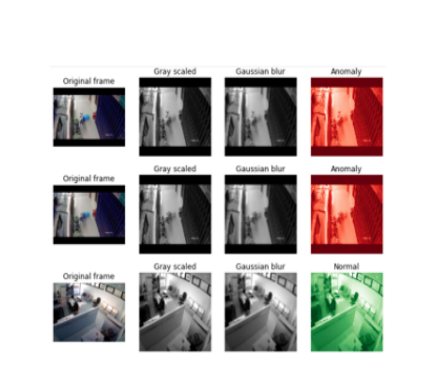 Original frame
Gray scaled
Gaussian blur
Anomaly
Original frame
Gray scaled
Gaussian blur
Anomaly
Original frame
Gray scaled
Gaussian blur
Normal